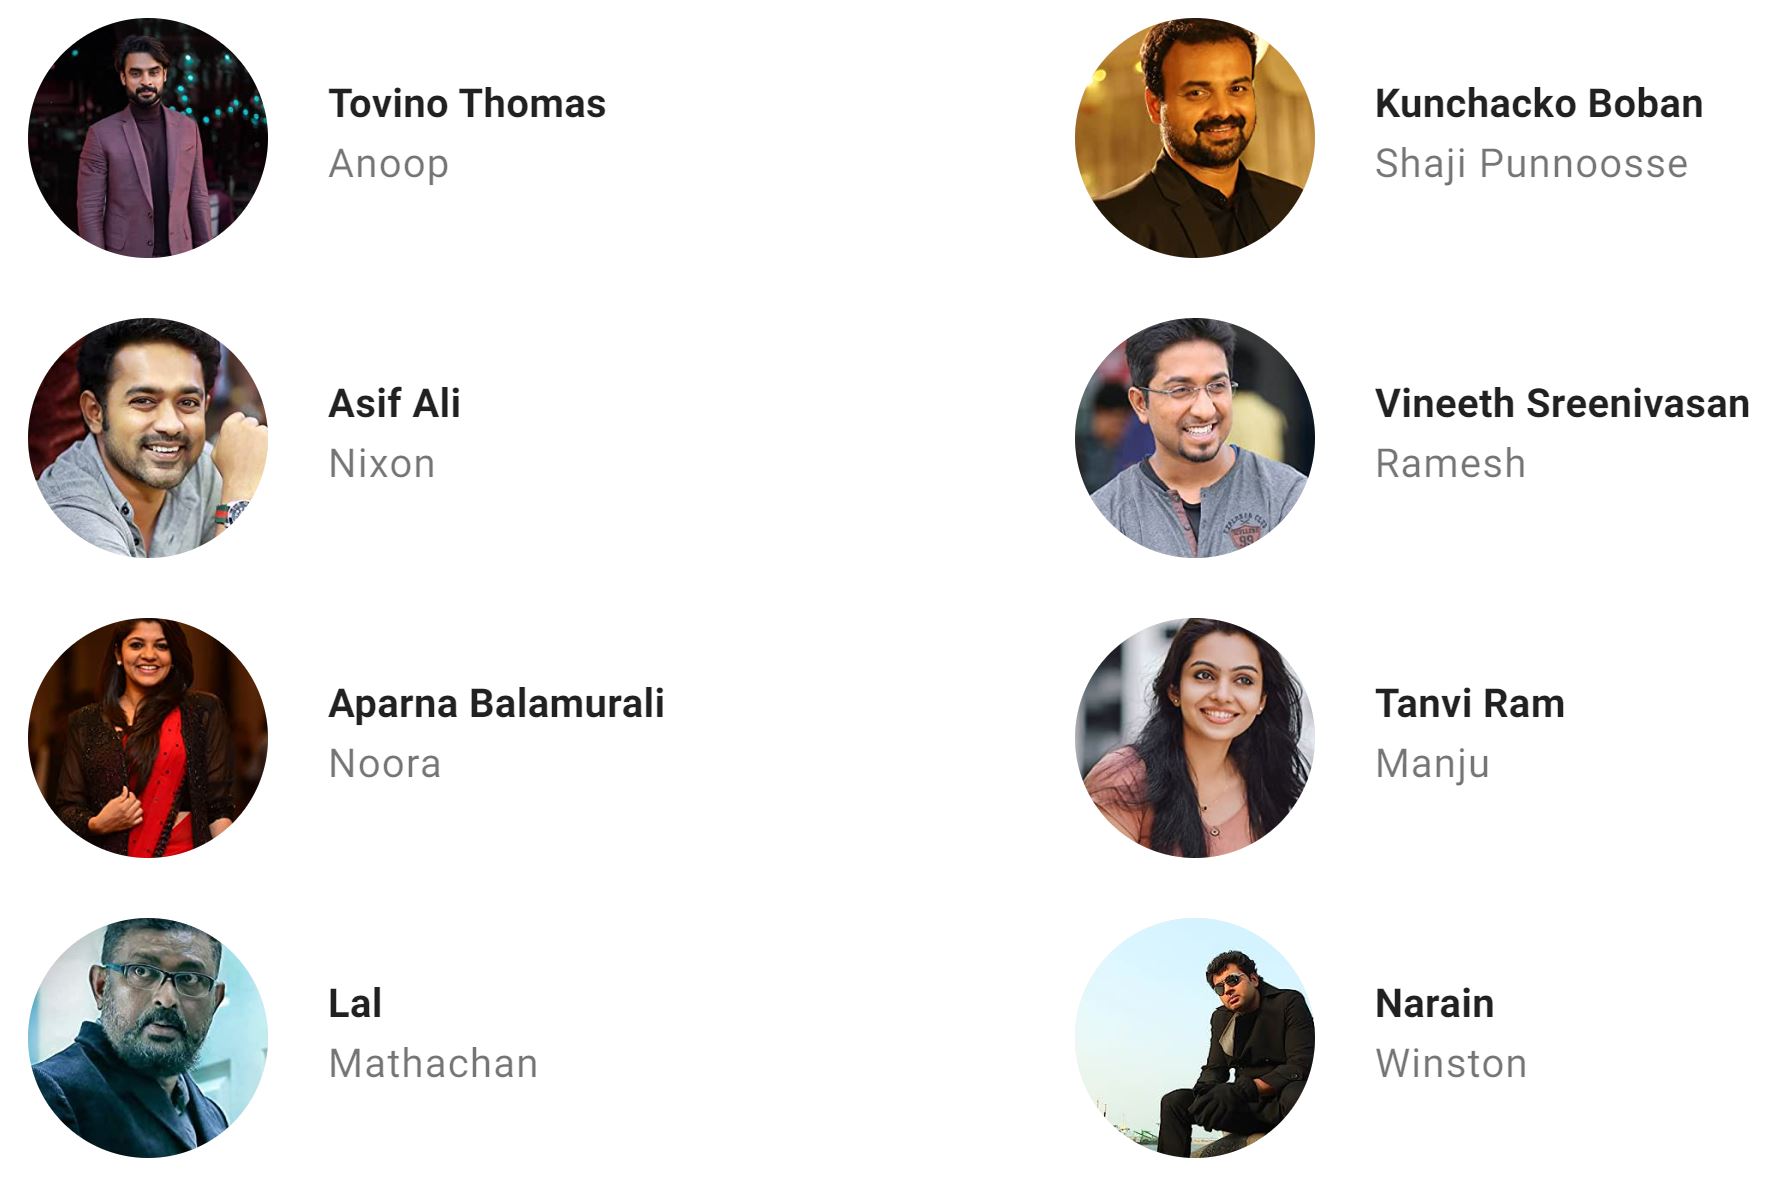 Tovino Thomas
Anoop
Kunchacko Boban
Shaji Punnoosse
Asif Ali
Nixon
Vineeth Sreenivasan
Ramesh
Aparna Balamurali
Noora
Tanvi Ram
Manju
Lal
Mathachan
Narain
Winston
99